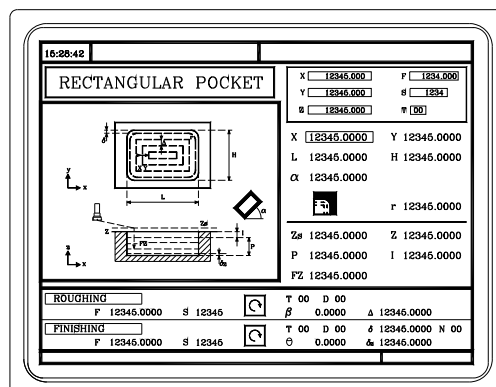 15:28:42
RECTANGULAR POCKET
X 12345.000 F 1234.000
Y 12345.000 S 1234
Z 12345.000 T 00
X 12345.0000 Y 12345.0000
L 12345.0000 H 12345.0000
α 12345.0000
r 12345.0000
Zs 12345.0000 Z 12345.0000
P 12345.0000 I 12345.0000
FZ 12345.0000
δ
Δ
H
y
x
L
α
Z
Zs
I
FZ
P
z
x
δz
ROUGHING
F 12345.0000 S 12345
T 00 D 00
β 0.0000 Δ 12345.0000
FINISHING
F 12345.0000 S 12345
T 00 D 00 δ 12345.0000 N 00
θ 0.0000 δz 12345.0000